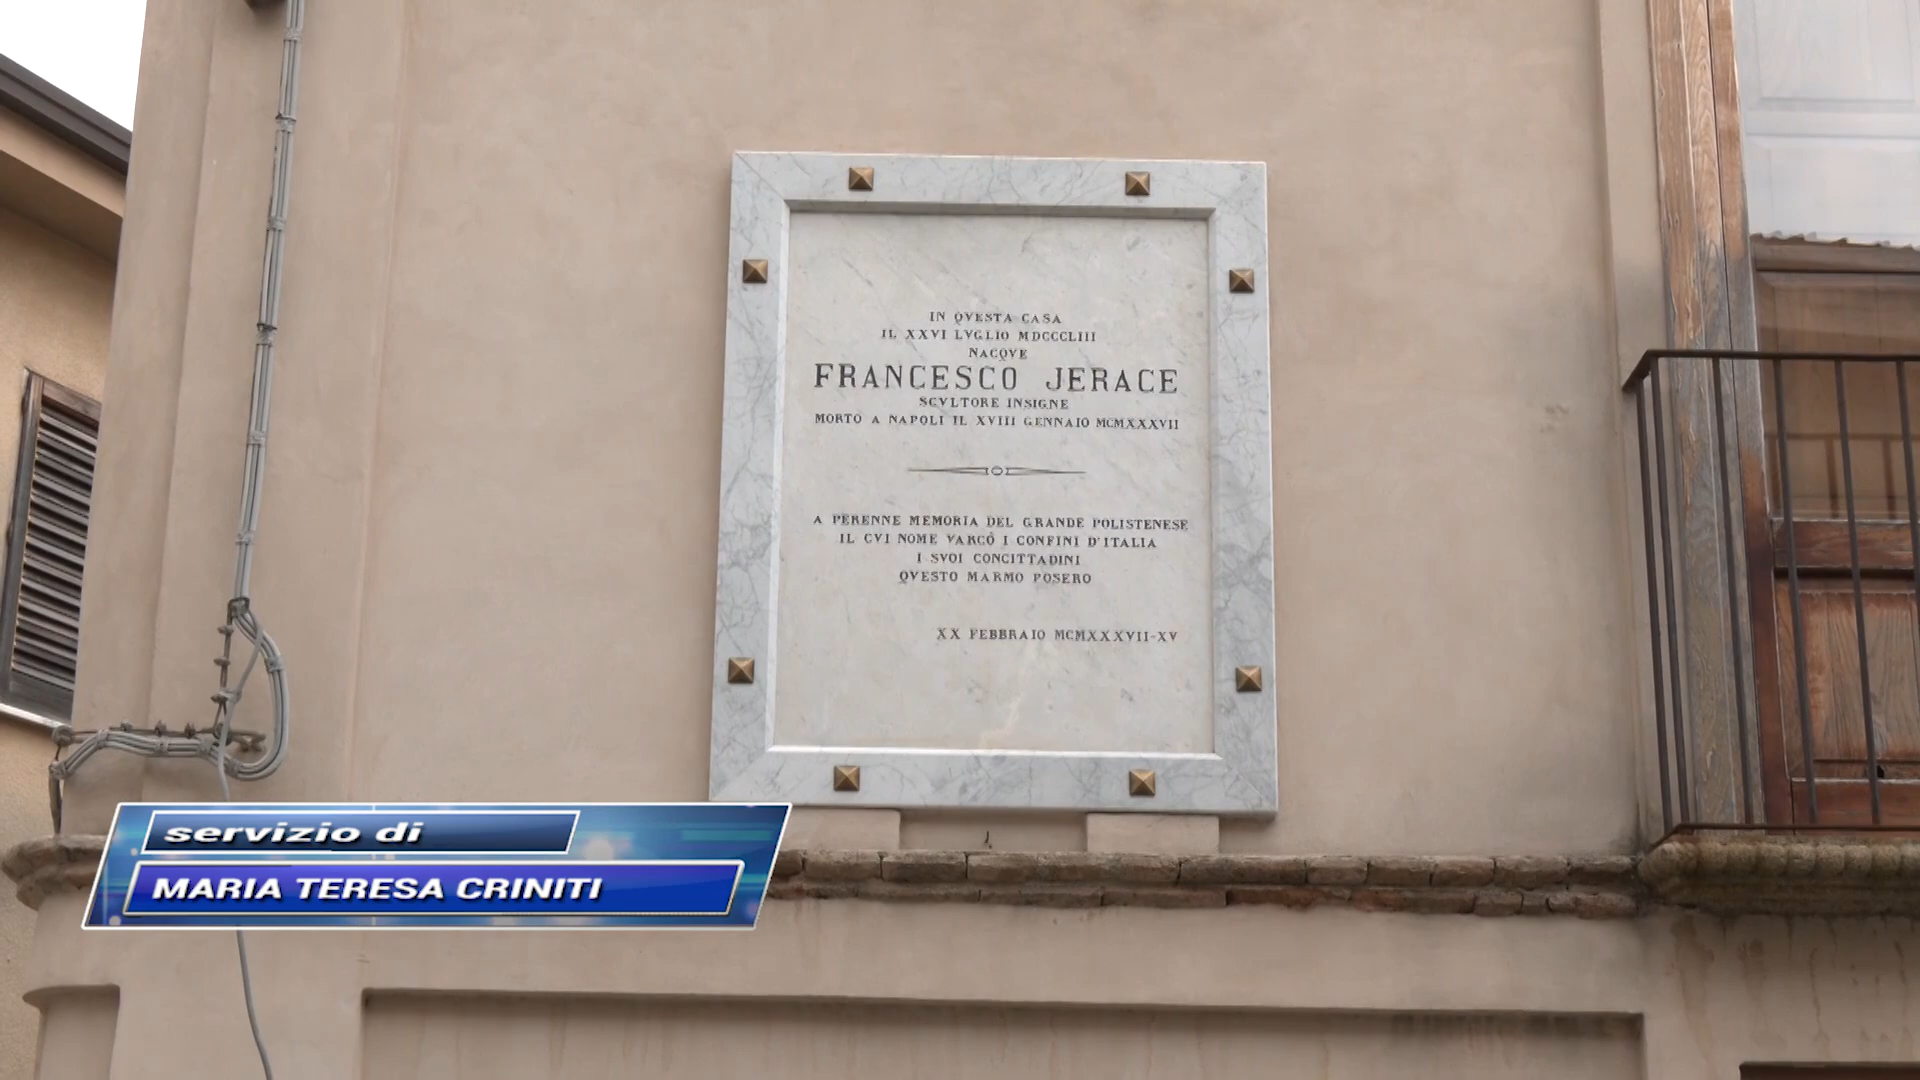 IN QVESTA CASA
IL XXVI LVGLIO MDCCCLIII
NACQVE
FRANCESCO JERACE
SCVLTORE INSIGNE
MORTO A NAPOLI IL XVIII GENNAIO MCMXXXVII
A PERENNE MEMORIA DEL GRANDE POLISTENESE
IL CVI NOME VARCÒ I CONFINI D'ITALIA
I SVOI CONCITTADINI
QVESTO MARMO POSERO
XX FEBBRAIO MCMXXXVII-XV
servizio di
MARIA TERESA CRINITI